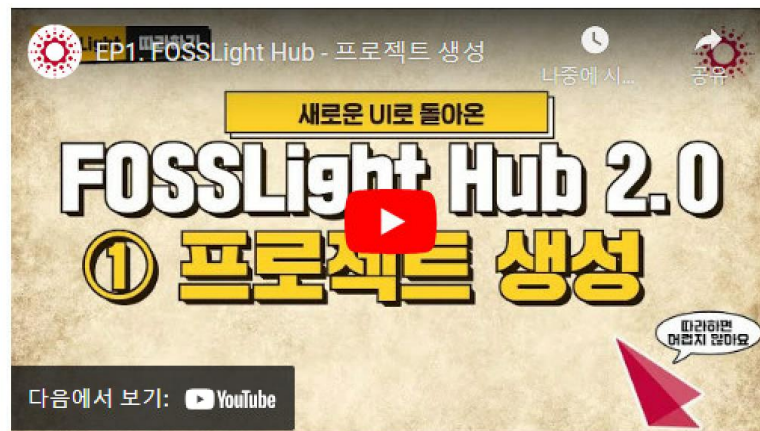 EP1. FOSSLight Hub - 프로젝트 생성
나중에 시...
공유
새로운 UI로 돌아온
FOSSLight Hub 2.0
① 프로젝트 생성
따라하면
어렵지 않아요
다음에서 보기: YouTube